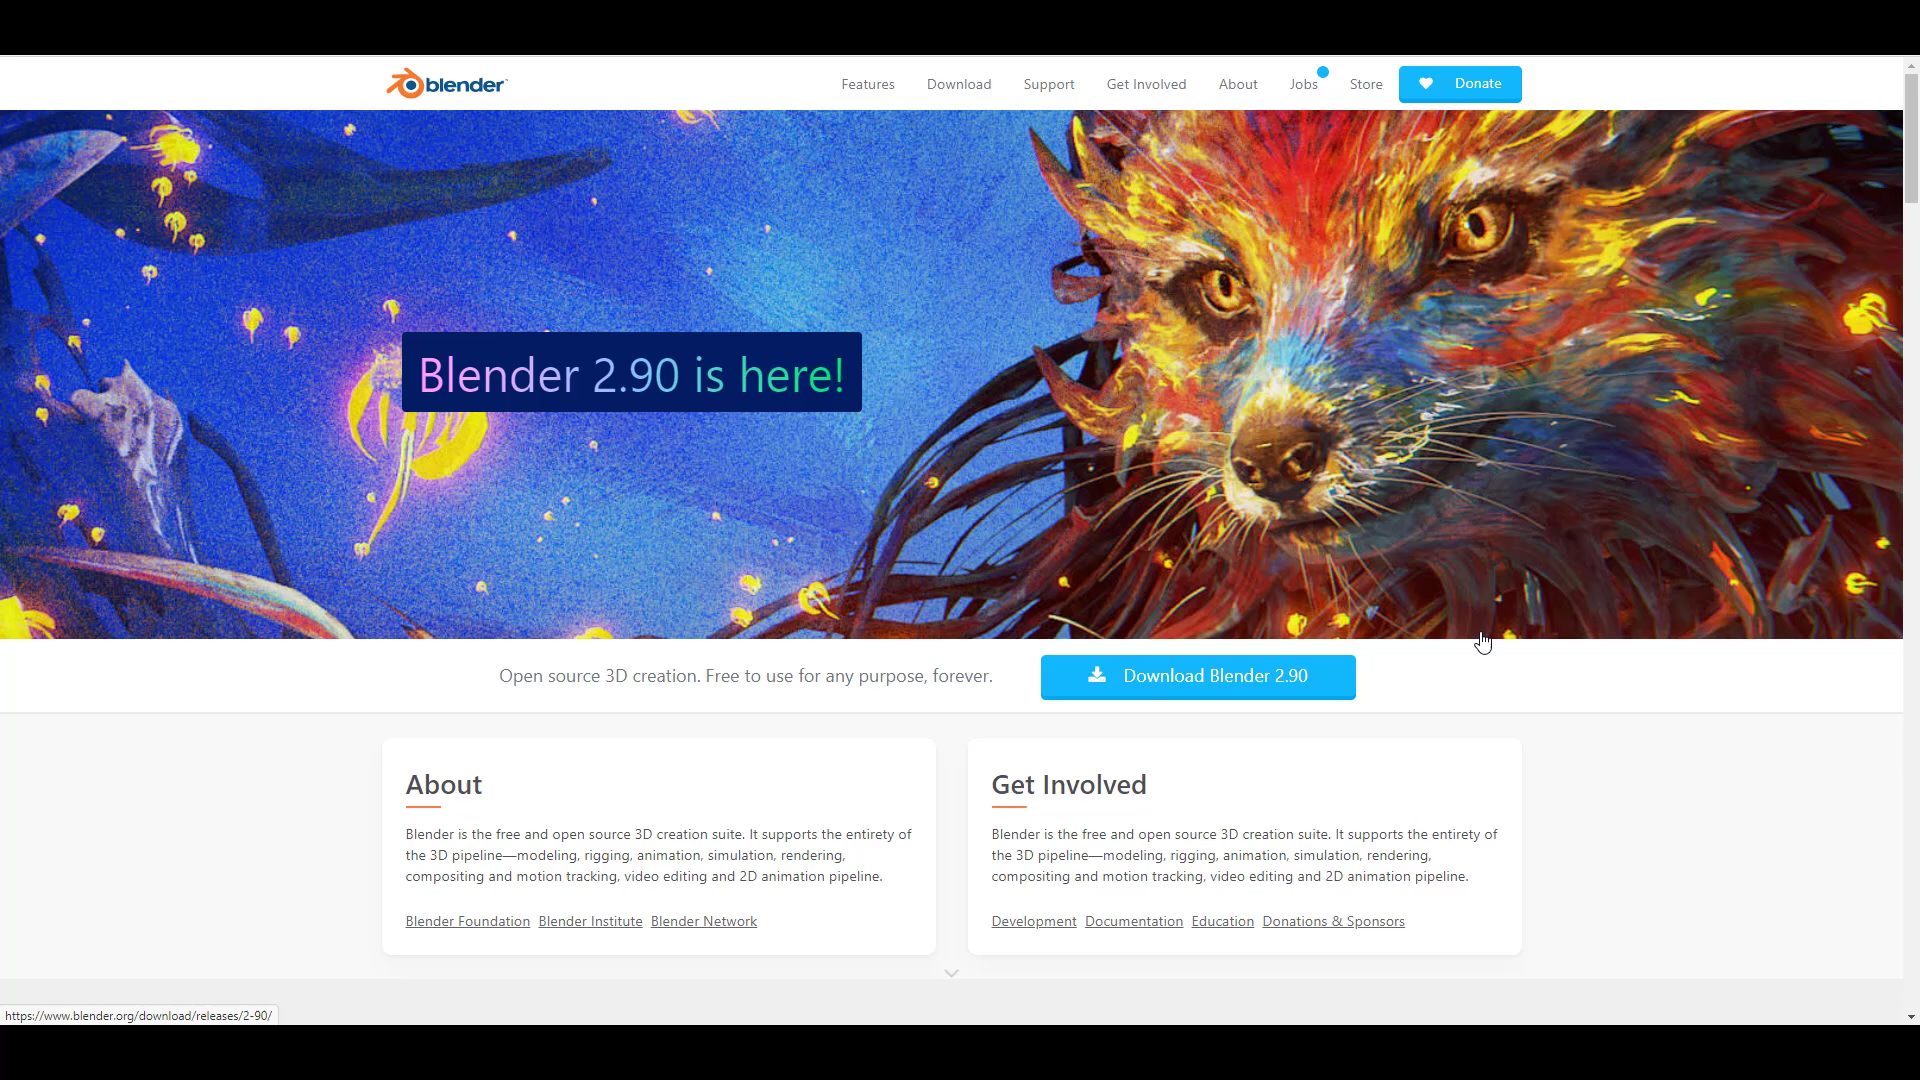 blender
Features Download Support Get Involved About Jobs Store Donate
Blender 2.90 is here!
Open source 3D creation. Free to use for any purpose, forever.
Download Blender 2.90
About
Blender is the free and open source 3D creation suite. It supports the entirety of
the 3D pipeline—modeling, rigging, animation, simulation, rendering,
compositing and motion tracking, video editing and 2D animation pipeline.
Blender Foundation Blender Institute Blender Network
Get Involved
Blender is the free and open source 3D creation suite. It supports the entirety of
the 3D pipeline—modeling, rigging, animation, simulation, rendering,
compositing and motion tracking, video editing and 2D animation pipeline.
Development Documentation Education Donations & Sponsors
https://www.blender.org/download/releases/2-90/